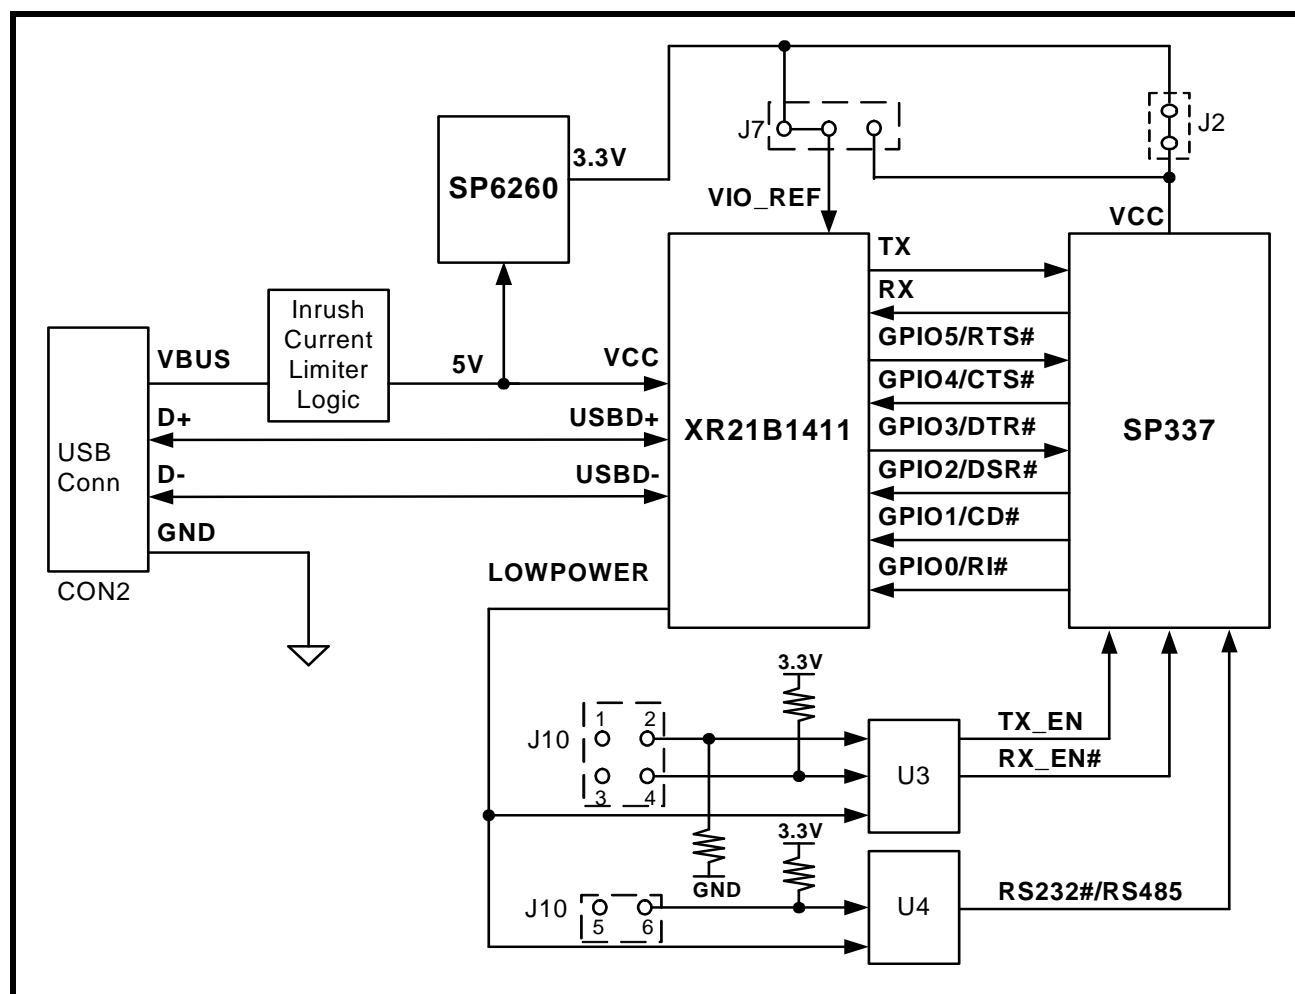 J7
J2
3.3V
SP6260
VIO_REF
VCC
TX
RX
Inrush
Current
Limiter
Logic
VBUS
5V
VCC
GPIO5/RTS#
GPIO4/CTS#
D+
USBD+
XR21B1411
GPIO3/DTR#
SP337
USB
Conn
D-
USBD-
GPIO2/DSR#
GPIO1/CD#
GND
LOWPOWER
GPIO0/RI#
CON2
3.3V
1 2
J10
3 4
TX_EN
RX_EN#
U3
3.3V
GND
J10
5 6
U4
RS232#/RS485